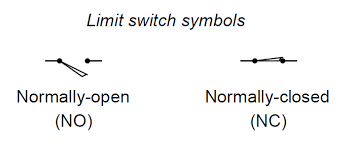 Limit switch symbols
Normally-open
(NO)
Normally-closed
(NC)